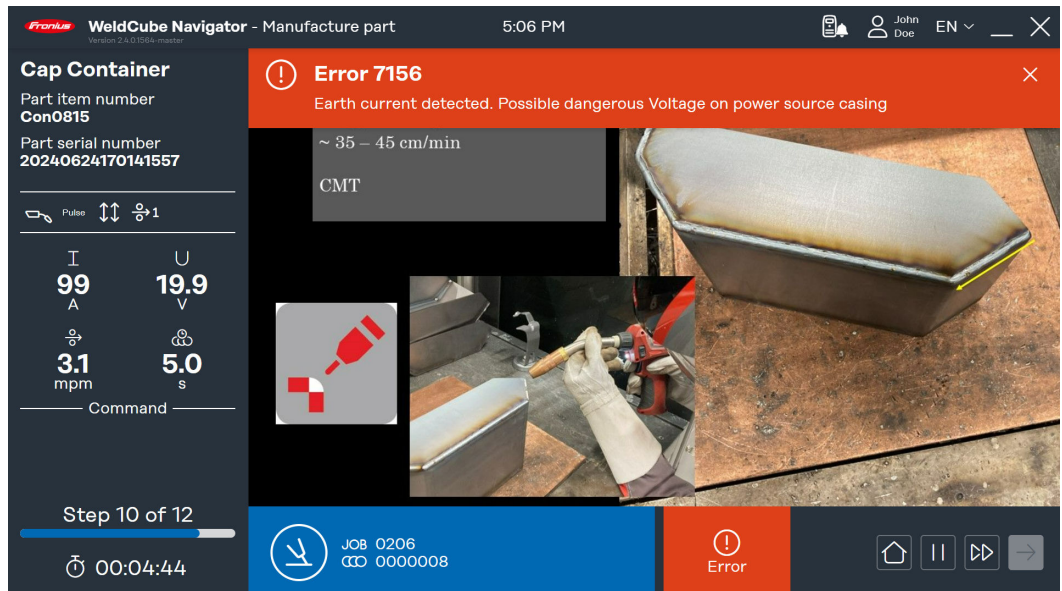 Fronius WeldCube Navigator - Manufacture part 5:06 PM John Doe EN
Version 2.4.0.1564-master
Cap Container
Part item number
Con0815
Part serial number
20240624170141557
Pulse 1
I U
99 19.9
A V
3.1 5.0
mpm s
Command
Step 10 of 12
00:04:44
Error 7156
Earth current detected. Possible dangerous Voltage on power source casing
~ 35 – 45 cm/min
CMT
JOB 0206
0000008
Error